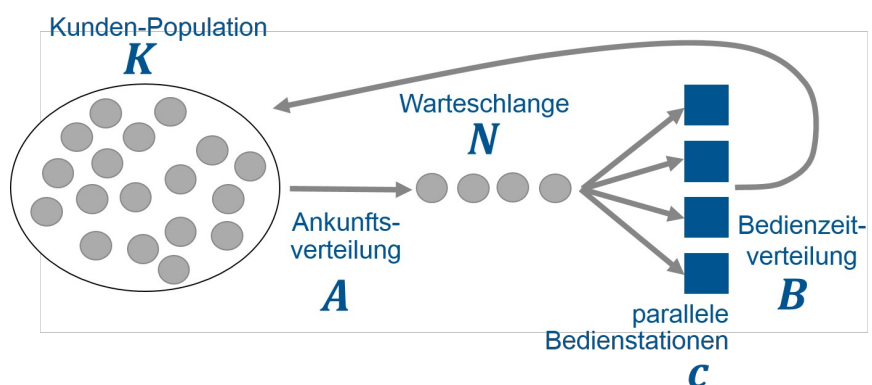 Kunden-Population
K
Warteschlange
N
Ankunfts-
verteilung
A
Bedienzeit-
verteilung
B
parallele
Bedienstationen
c